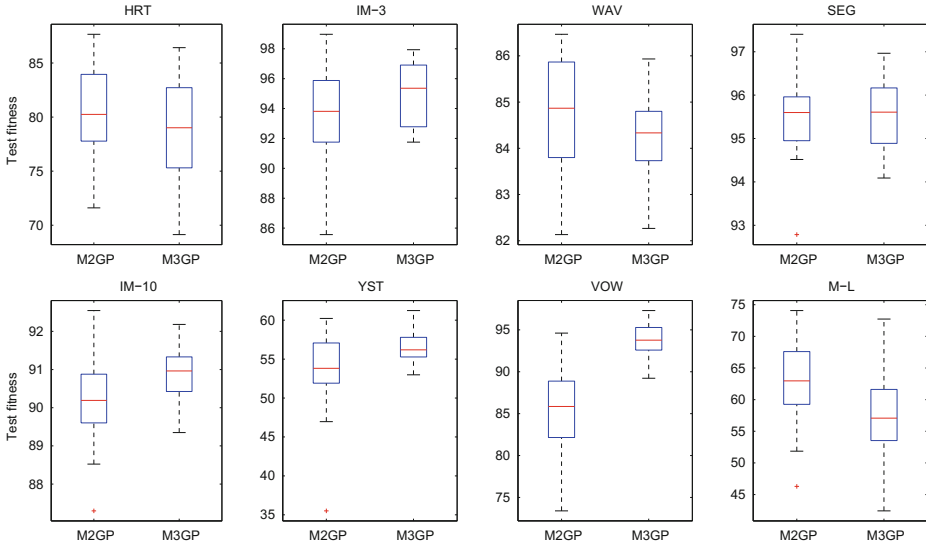 HRT
IM−3
WAV
SEG
Test fitness
85
80
75
70
98
96
94
92
90
88
86
86
85
84
83
82
97
96
95
94
93
M2GP M3GP
M2GP M3GP
M2GP M3GP
M2GP M3GP
IM−10
YST
VOW
M−L
Test fitness
92
91
90
89
88
60
55
50
45
40
35
95
90
85
80
75
75
70
65
60
55
50
45
M2GP M3GP
M2GP M3GP
M2GP M3GP
M2GP M3GP